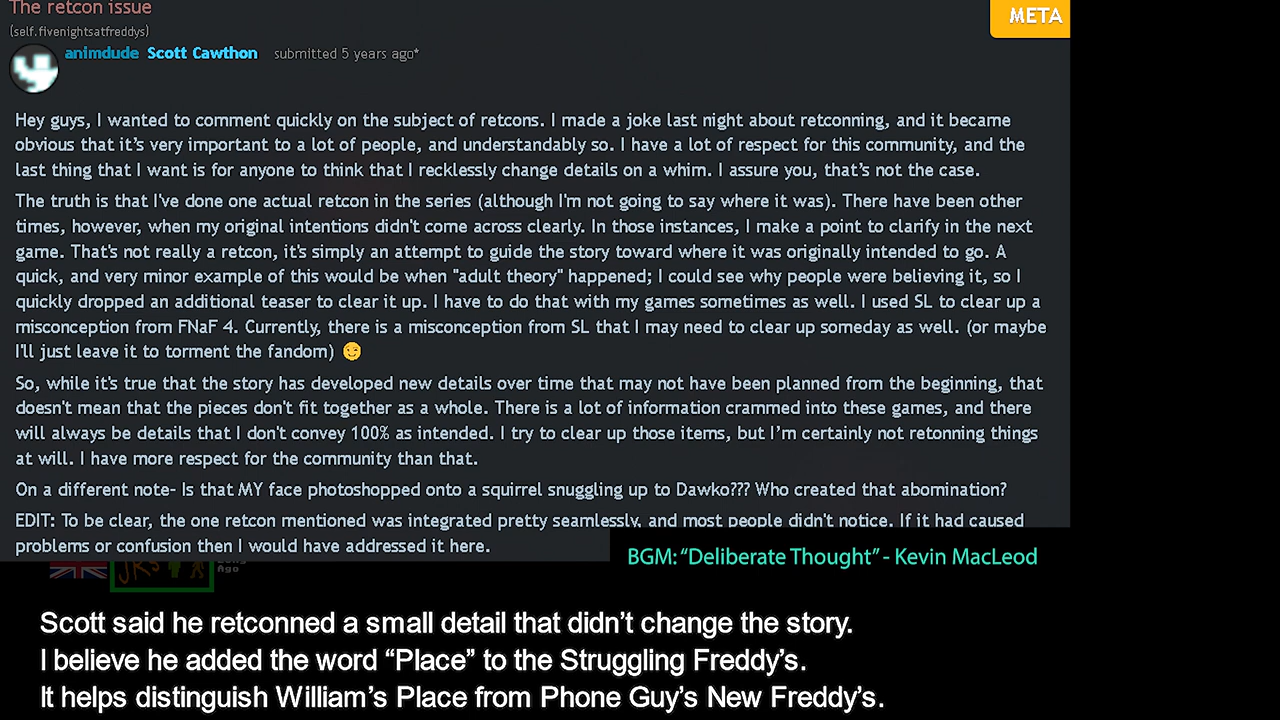 The retcon issue
(self.fivenightsatfreddys)
META
animdude Scott Cawthon submitted 5 years ago*
Hey guys, I wanted to comment quickly on the subject of retcons. I made a joke last night about retconning, and it became
obvious that it's very important to a lot of people, and understandably so. I have a lot of respect for this community, and the
last thing that I want is for anyone to think that I recklessly change details on a whim. I assure you, that's not the case.
The truth is that I've done one actual retcon in the series (although I'm not going to say where it was). There have been other
times, however, when my original intentions didn't come across clearly. In those instances, I make a point to clarify in the next
game. That's not really a retcon, it's simply an attempt to guide the story toward where it was originally intended to go. A
quick, and very minor example of this would be when "adult theory" happened; I could see why people were believing it, so I
quickly dropped an additional teaser to clear it up. I have to do that with my games sometimes as well. I used SL to clear up a
misconception from FNaF 4. Currently, there is a misconception from SL that I may need to clear up someday as well. (or maybe
I'll just leave it to torment the fandom) 😉
So, while it's true that the story has developed new details over time that may not have been planned from the beginning, that
doesn't mean that the pieces don't fit together as a whole. There is a lot of information crammed into these games, and there
will always be details that I don't convey 100% as intended. I try to clear up those items, but I'm certainly not retonning things
at will. I have more respect for the community than that.
On a different note- Is that MY face photoshopped onto a squirrel snuggling up to Dawko??? Who created that abomination?
EDIT: To be clear, the one retcon mentioned was integrated pretty seamlessly, and most people didn't notice. If it had caused
problems or confusion then I would have addressed it here.
BGM: “Deliberate Thought” - Kevin MacLeod
JRS
Ago
Scott said he retconned a small detail that didn’t change the story.
I believe he added the word “Place” to the Struggling Freddy’s.
It helps distinguish William’s Place from Phone Guy’s New Freddy’s.